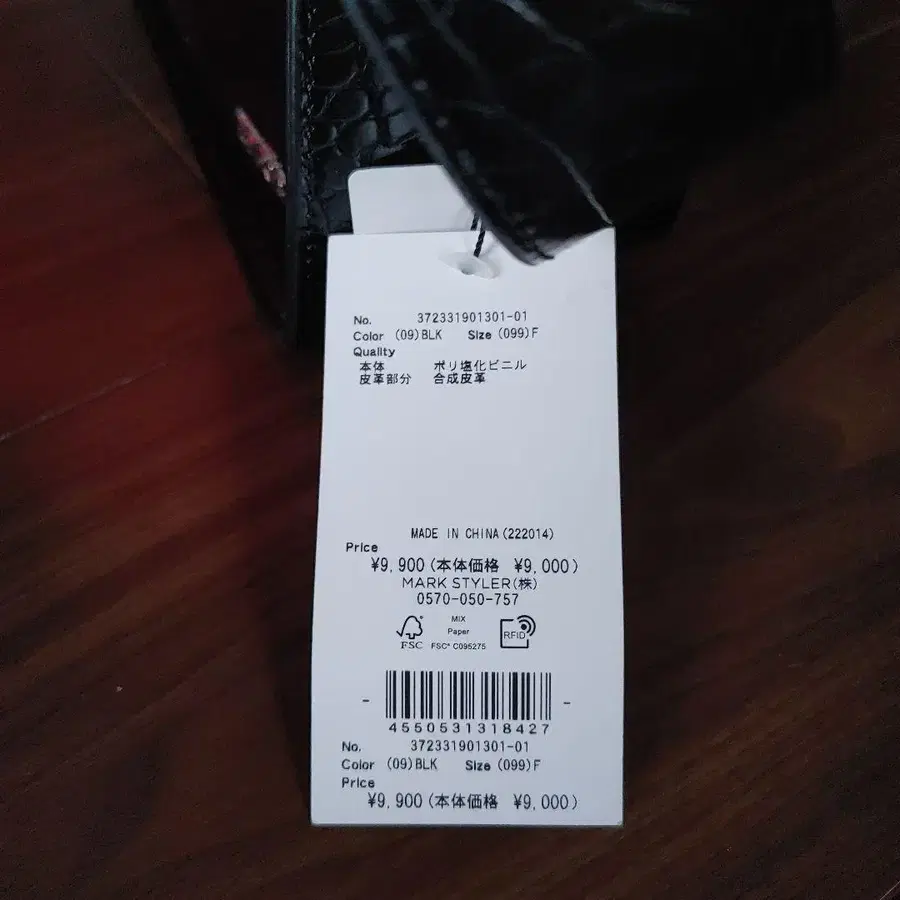 No. 372331901301-01
Color (09)BLK Size (099)F
Quality
本体 ポリ塩化ビニル
皮革部分 合成皮革
MADE IN CHINA(222014)
Price
¥9,900(本体価格 ¥9,000)
MARK STYLER(株)
0570-050-757
FSC
MIX
Paper
FSC® C095275
RFID
4550531318427
No. 372331901301-01
Color (09)BLK Size (099)F
Price
¥9,900(本体価格 ¥9,000)